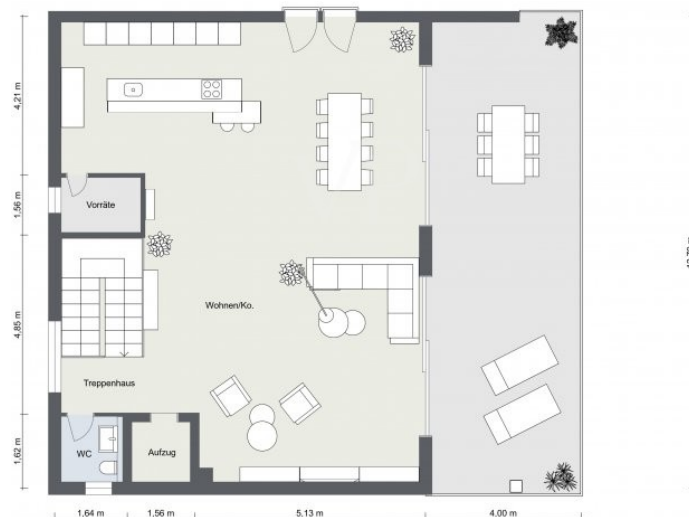 4,21 m
1,56 m
Vorräte
4,85 m
Wohnen/Ko.
Treppenhaus
1,62 m
WC
Aufzug
1,64 m
1,56 m
5,13 m
4,00 m